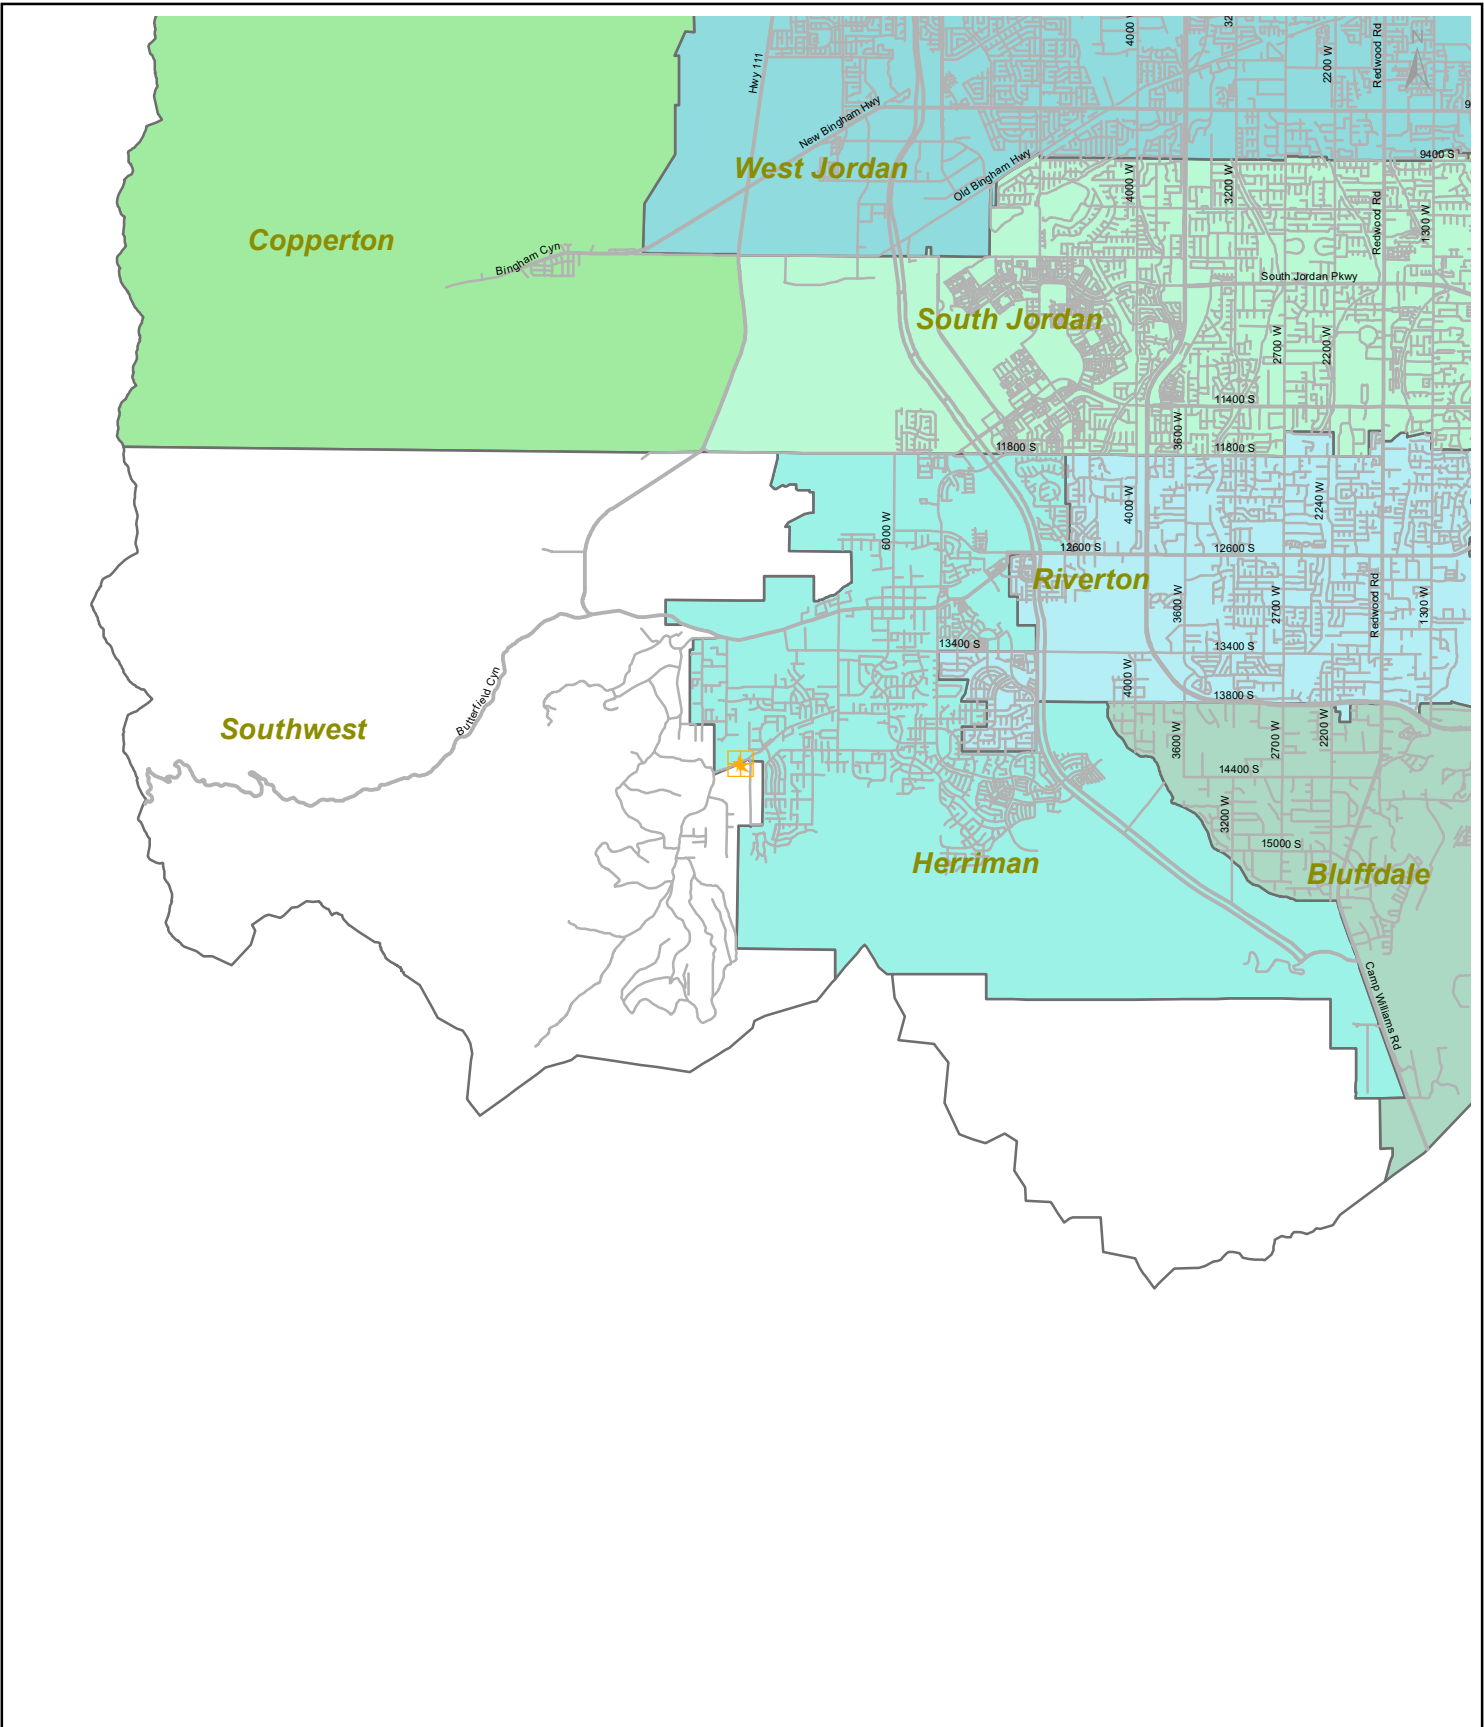 4000 W
32
2200 W
Redwood Rd
N
Hwy 111
New Bingham Hwy
9
West Jordan
Old Bingham Hwy
9400 S
4000 W
3200 W
Redwood Rd
1300 W
Copperton
Bingham Cyn
South Jordan Pkwy
South Jordan
2700 W
2200 W
11400 S
3600 W
11800 S
11800 S
6000 W
4000 W
2240 W
12600 S
12600 S
Riverton
3600 W
2700 W
Redwood Rd
1300 W
13400 S
13400 S
4000 W
13800 S
Butterfield Cyn
Southwest
3600 W
2700 W
2200 W
14400 S
3200 W
15000 S
Herriman
Bluffdale
Camp Williams Rd